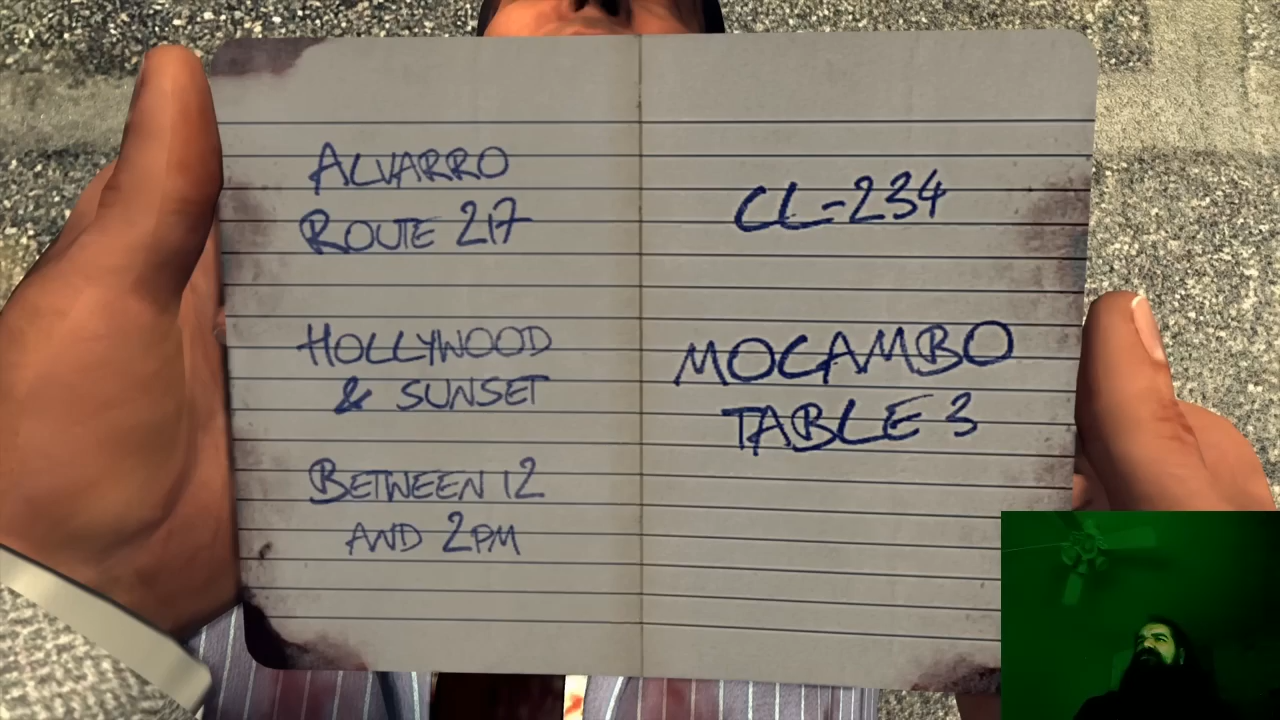 ALVARRO
ROUTE 217
HOLLYWOOD
& SUNSET
BETWEEN 12
AND 2PM
CL-234
MOCAMBO
TABLE 3